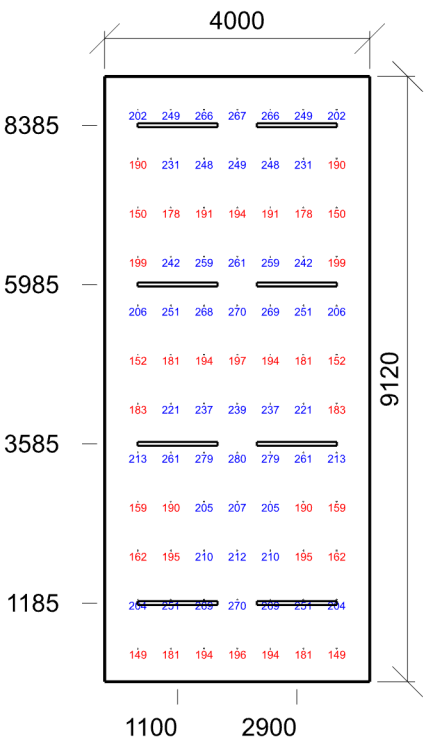 4000
202 249 266 267 266 249 202
8385
190 231 248 249 248 231 190
150 178 191 194 191 178 150
199 242 259 261 259 242 199
5985
206 251 268 270 269 251 206
152 181 194 197 194 181 152
9120
183 221 237 239 237 221 183
3585
213 261 279 280 279 261 213
159 190 205 207 205 190 159
162 195 210 212 210 195 162
1185
204 251 269 270 269 251 204
149 181 194 196 194 181 149
1100 2900